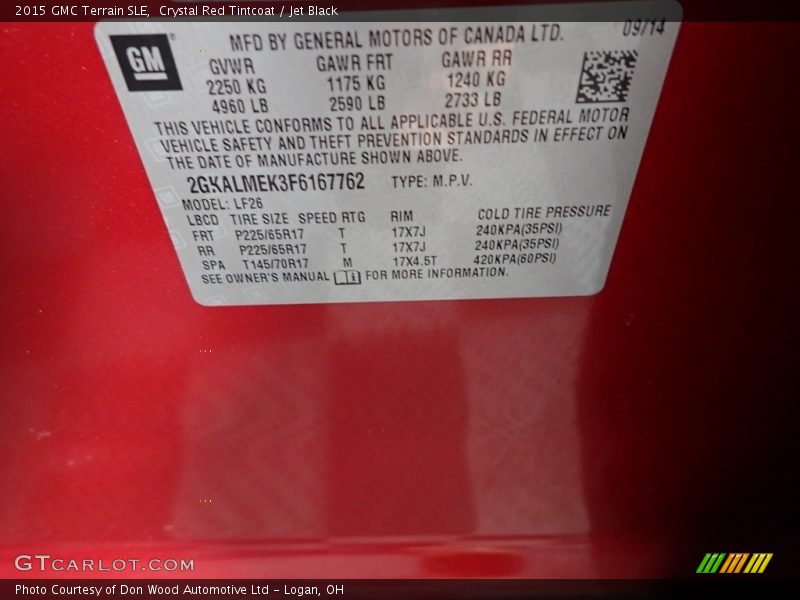 2015 GMC Terrain SLE, Crystal Red Tintcoat / Jet Black
09/14
GM
MFD BY GENERAL MOTORS OF CANADA LTD.
GVWR GAWR FRT GAWR RR
2250 KG 1175 KG 1240 KG
4960 LB 2590 LB 2733 LB
THIS VEHICLE CONFORMS TO ALL APPLICABLE U.S. FEDERAL MOTOR
VEHICLE SAFETY AND THEFT PREVENTION STANDARDS IN EFFECT ON
THE DATE OF MANUFACTURE SHOWN ABOVE.
2GKALMEK3F6167762 TYPE: M.P.V.
MODEL: LF26
LBCD TIRE SIZE SPEED RTG RIM COLD TIRE PRESSURE
FRT P225/65R17 T 17X7J 240KPA(35PSI)
RR P225/65R17 T 17X7J 240KPA(35PSI)
SPA T145/70R17 M 17X4.5T 420KPA(60PSI)
SEE OWNER'S MANUAL FOR MORE INFORMATION.
GTCARLOT.COM
Photo Courtesy of Don Wood Automotive Ltd - Logan, OH